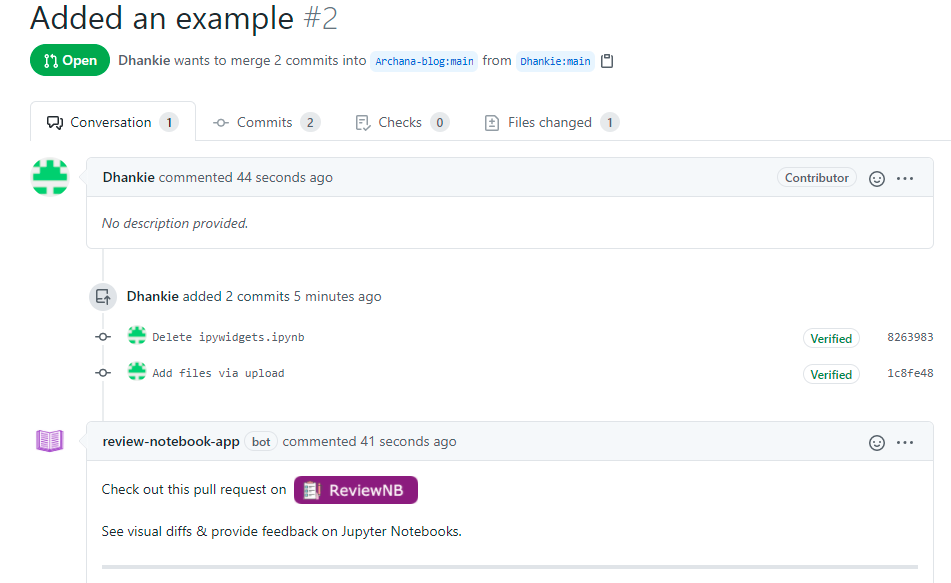 Added an example #2
Open Dhankie wants to merge 2 commits into Archana-blog:main from Dhankie:main
Conversation 1 Commits 2 Checks 0 Files changed 1
Dhankie commented 44 seconds ago Contributor
No description provided.
Dhankie added 2 commits 5 minutes ago
Delete ipywidgets.ipynb Verified 8263983
Add files via upload Verified 1c8fe48
review-notebook-app bot commented 41 seconds ago
Check out this pull request on ReviewNB
See visual diffs & provide feedback on Jupyter Notebooks.